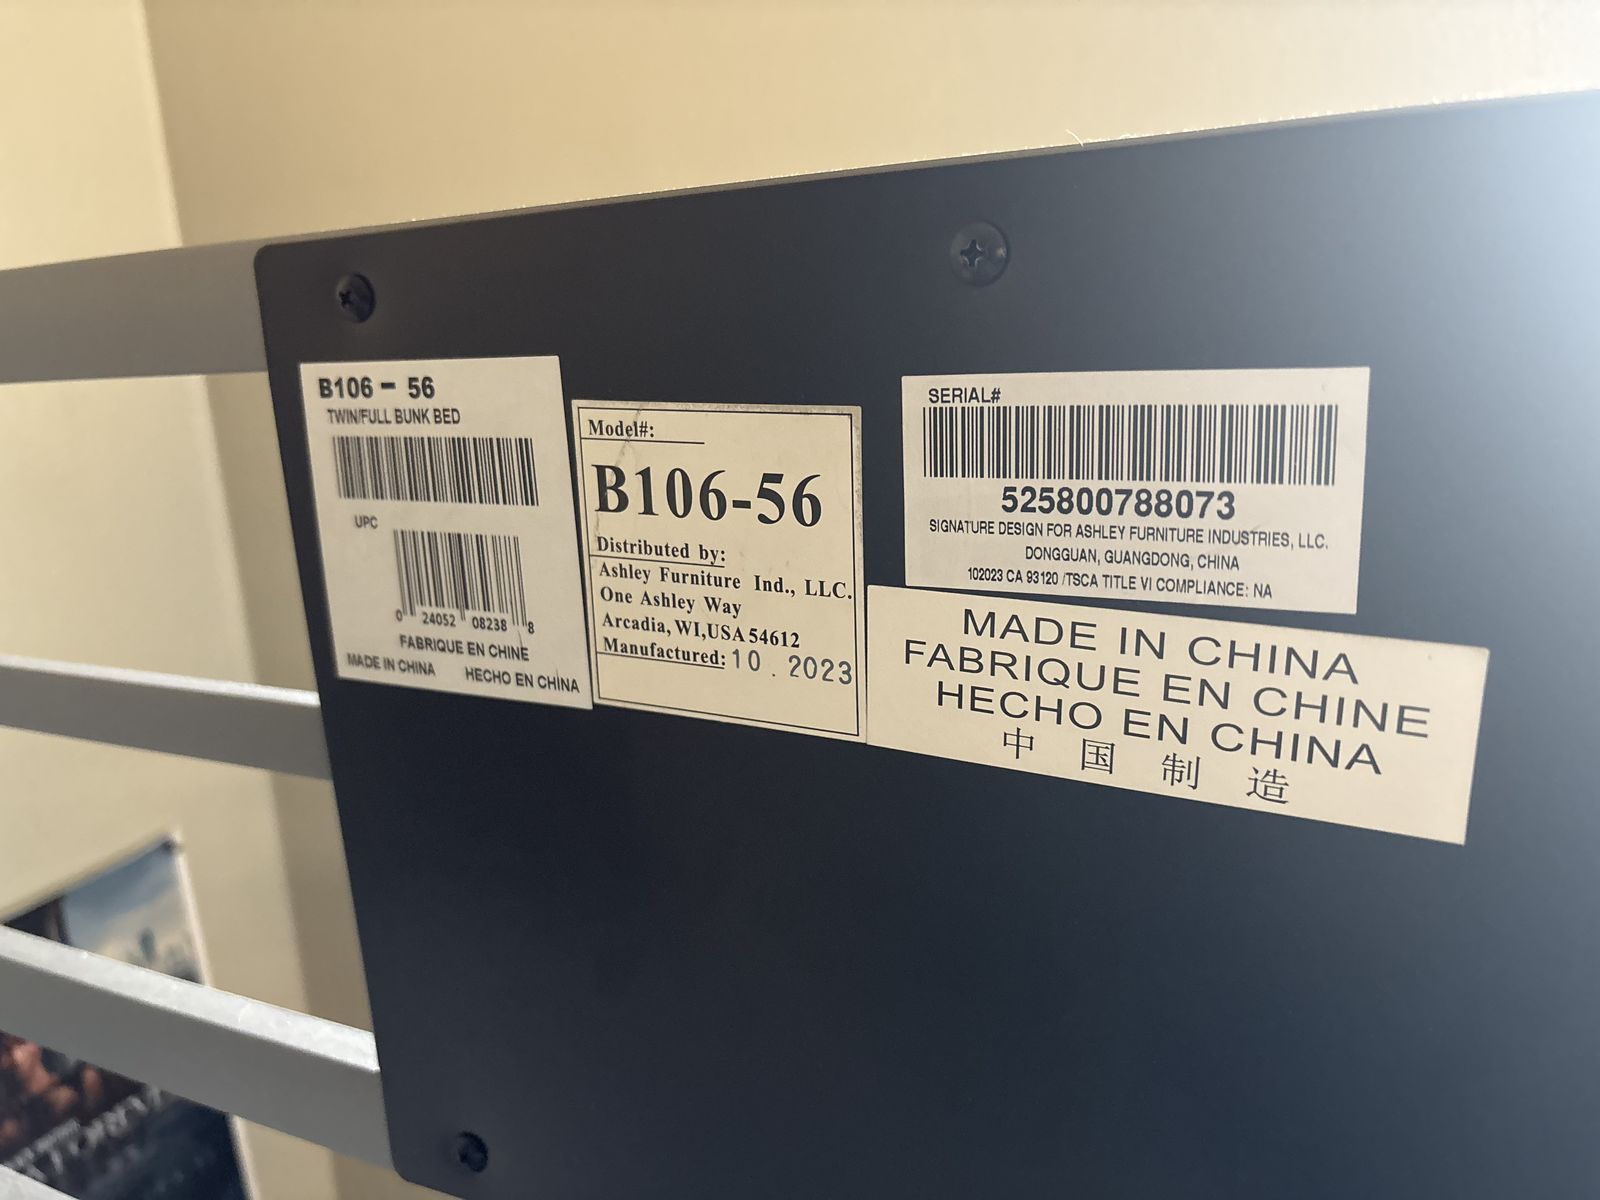 B106 - 56
TWIN/FULL BUNK BED
UPC
0 24052 08238 8
FABRIQUE EN CHINE
MADE IN CHINA HECHO EN CHINA
Model#:
B106-56
Distributed by:
Ashley Furniture Ind., LLC.
One Ashley Way
Arcadia, WI,USA 54612
Manufactured: 10 . 2023
SERIAL#
525800788073
SIGNATURE DESIGN FOR ASHLEY FURNITURE INDUSTRIES, LLC.
DONGGUAN, GUANGDONG, CHINA
102023 CA 93120 /TSCA TITLE VI COMPLIANCE: NA
MADE IN CHINA
FABRIQUE EN CHINE
HECHO EN CHINA
中 国 制 造